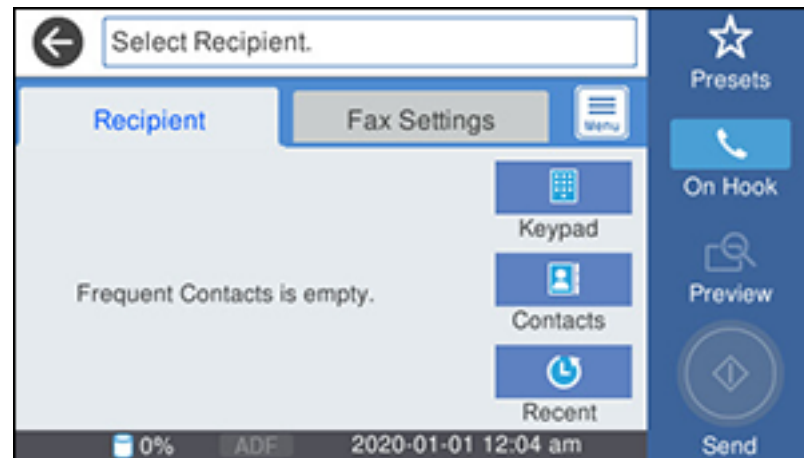 Select Recipient.
Presets
Recipient
Fax Settings
Menu
On Hook
Keypad
Frequent Contacts is empty.
Contacts
Preview
Recent
0% ADF 2020-01-01 12:04 am
Send